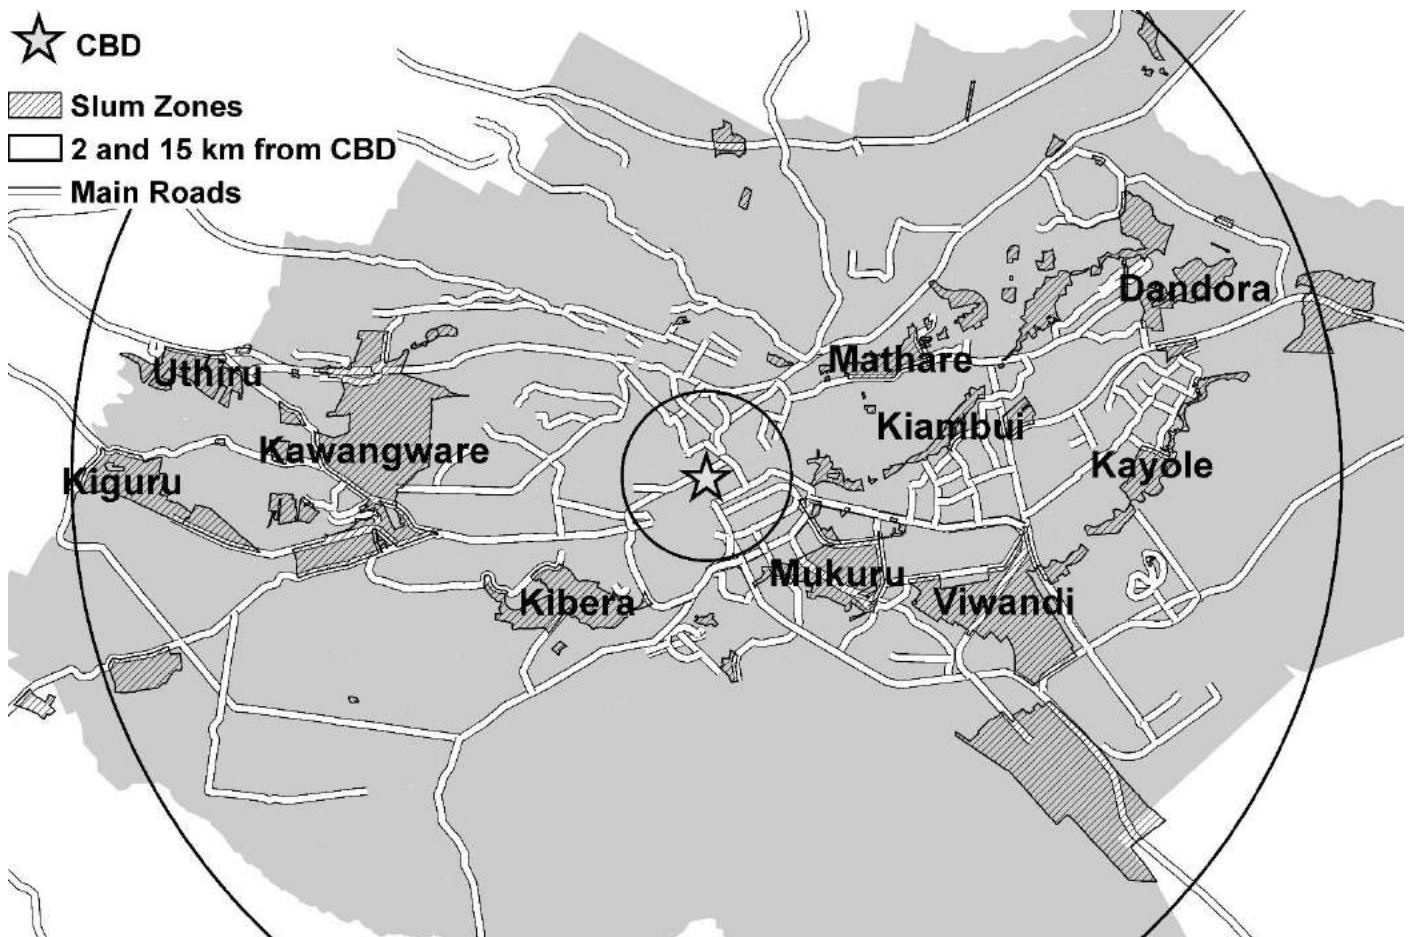 CBD
Slum Zones
2 and 15 km from CBD
Main Roads
Dandora
Mathare
Uthiru
Kiambui
Kawangware
Kayole
Kiguru
Mukuru
Kibera
Viwandi